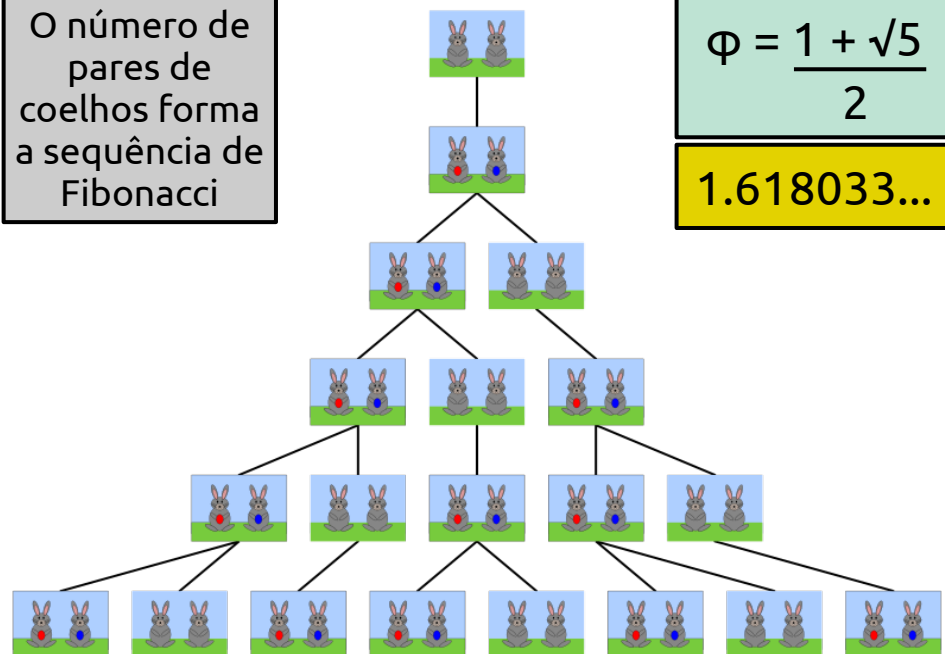 O número de
pares de
coelhos forma
a sequência de
Fibonacci
φ = 1 + √5
2
1.618033...